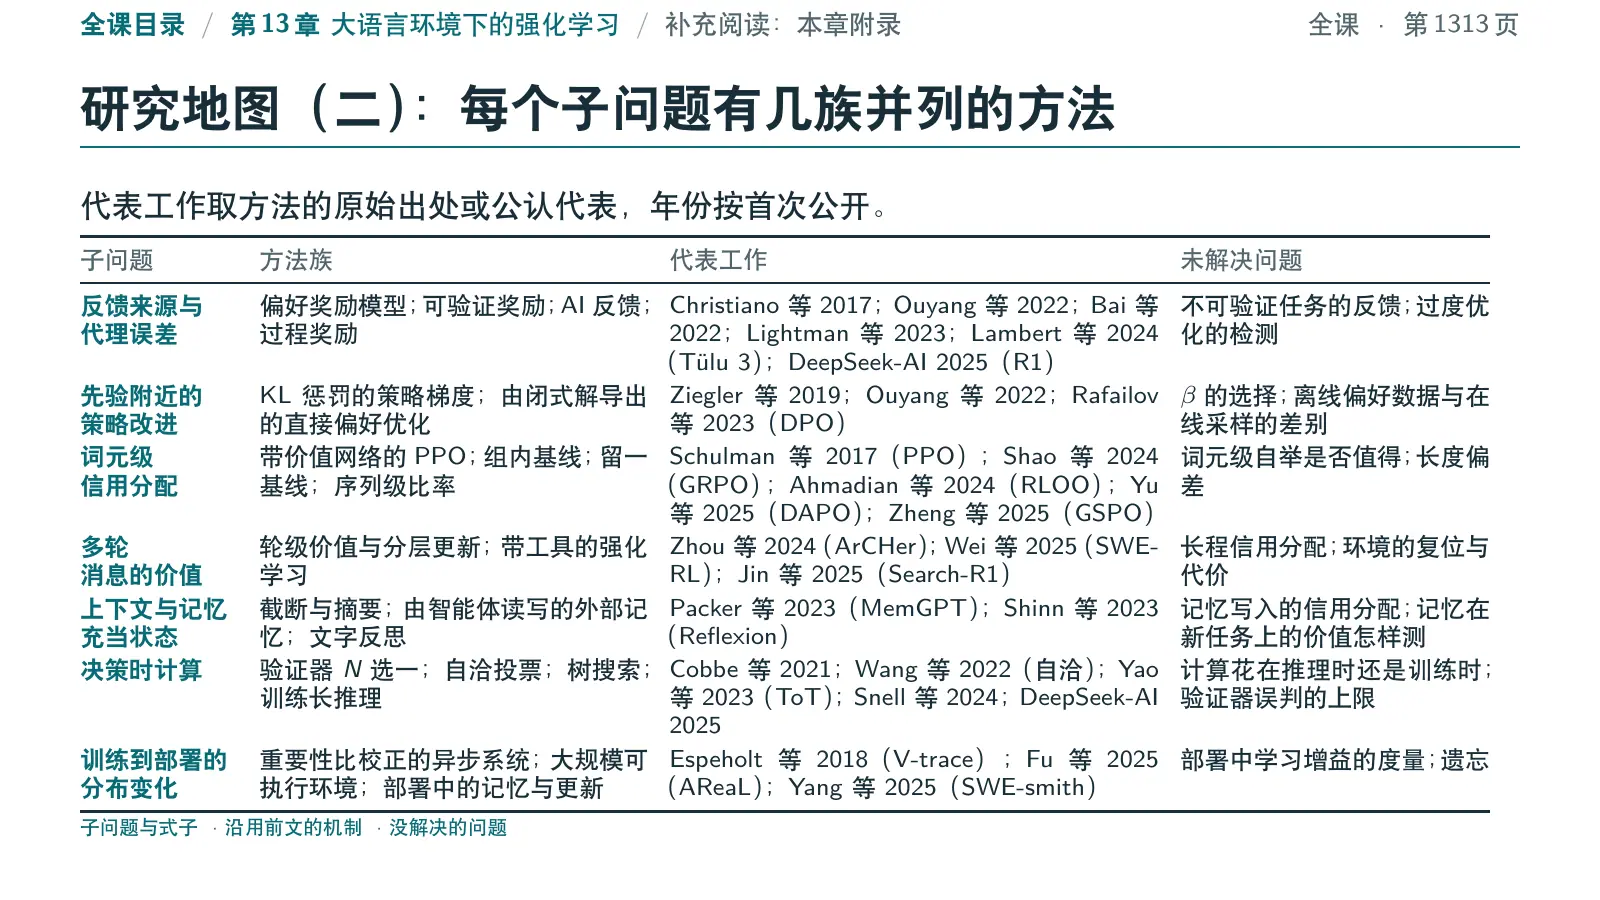 全课目录 / 第 13 章 大语言环境下的强化学习 / 补充阅读：本章附录
全课 · 第 1313 页
研究地图（二）：每个子问题有几族并列的方法
代表工作取方法的原始出处或公认代表，年份按首次公开。
子问题 方法族 代表工作 未解决问题
反馈来源与
代理误差
偏好奖励模型；可验证奖励；AI 反馈；
过程奖励
Christiano 等 2017；Ouyang 等 2022；Bai 等
2022；Lightman 等 2023；Lambert 等 2024
（Tülu 3）；DeepSeek-AI 2025（R1）
不可验证任务的反馈；过度优
化的检测
先验附近的
策略改进
KL 惩罚的策略梯度；由闭式解导出
的直接偏好优化
Ziegler 等 2019；Ouyang 等 2022；Rafailov
等 2023（DPO）
β 的选择；离线偏好数据与在
线采样的差别
词元级
信用分配
带价值网络的 PPO；组内基线；留一
基线；序列级比率
Schulman 等 2017（PPO）；Shao 等 2024
（GRPO）；Ahmadian 等 2024（RLOO）；Yu
等 2025（DAPO）；Zheng 等 2025（GSPO）
词元级自举是否值得；长度偏
差
多轮
消息的价值
轮级价值与分层更新；带工具的强化
学习
Zhou 等 2024（ArCHer）；Wei 等 2025（SWE-
RL）；Jin 等 2025（Search-R1）
长程信用分配；环境的复位与
代价
上下文与记忆
充当状态
截断与摘要；由智能体读写的外部记
忆；文字反思
Packer 等 2023（MemGPT）；Shinn 等 2023
（Reflexion）
记忆写入的信用分配；记忆在
新任务上的价值怎样测
决策时计算
验证器 N 选一；自洽投票；树搜索；
训练长推理
Cobbe 等 2021；Wang 等 2022（自洽）；Yao
等 2023（ToT）；Snell 等 2024；DeepSeek-AI
2025
计算花在推理时还是训练时；
验证器误判的上限
训练到部署的
分布变化
重要性比校正的异步系统；大规模可
执行环境；部署中的记忆与更新
Espeholt 等 2018（V-trace）；Fu 等 2025
（AReaL）；Yang 等 2025（SWE-smith）
部署中学习增益的度量；遗忘
子问题与式子 · 沿用前文的机制 · 没解决的问题